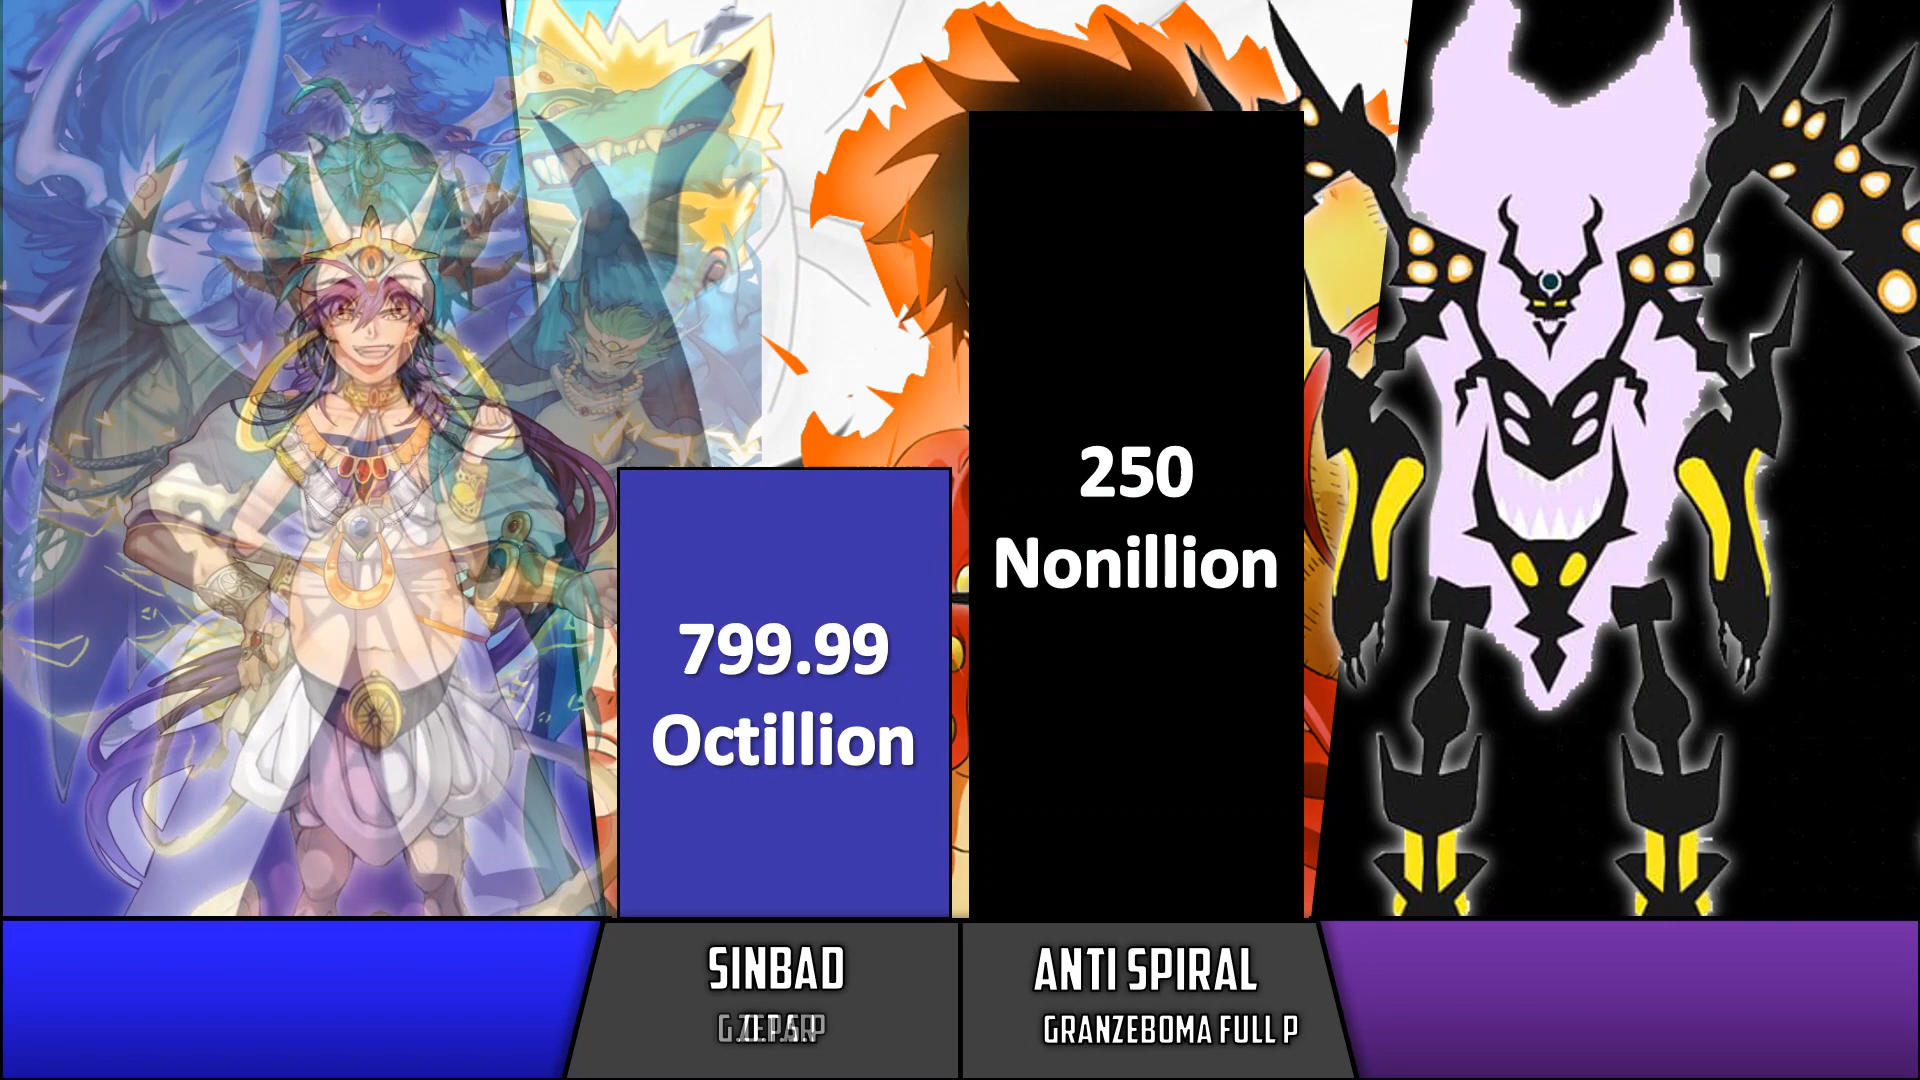 799.99
Octillion
250
Nonillion
SINBAD
ANTI SPIRAL
GRANZEBOMA FULL P